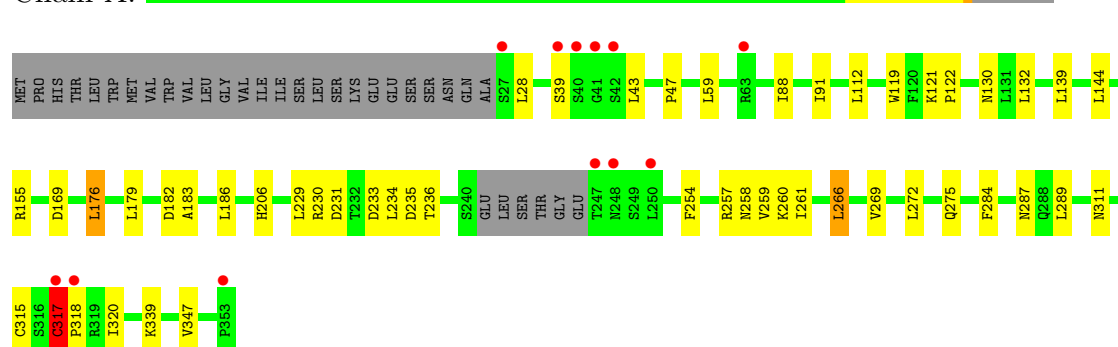 MET PRO HIS THR LEU TRP MET VAL TRP VAL LEU GLY VAL ILE ILE SER LEU SER LYS GLU GLU SER SER ASN GLN ALA S27 L28 S39 S40 G41 S42 L43 P47 L59 R63 I88 I91 L112 W119 F120 K121 P122 N130 L131 L132 L139 L144
R155 D169 L176 L179 D182 A183 L186 H206 L229 R230 D231 T232 D233 L234 D235 T236 S240 GLU LEU SER THR GLY GLU T247 N248 S249 L250 F254 R257 N258 V259 K260 I261 L266 V269 L272 Q275 F284 N287 Q288 L289 N311
C315 S316 C317 P318 R319 I320 K339 V347 P353